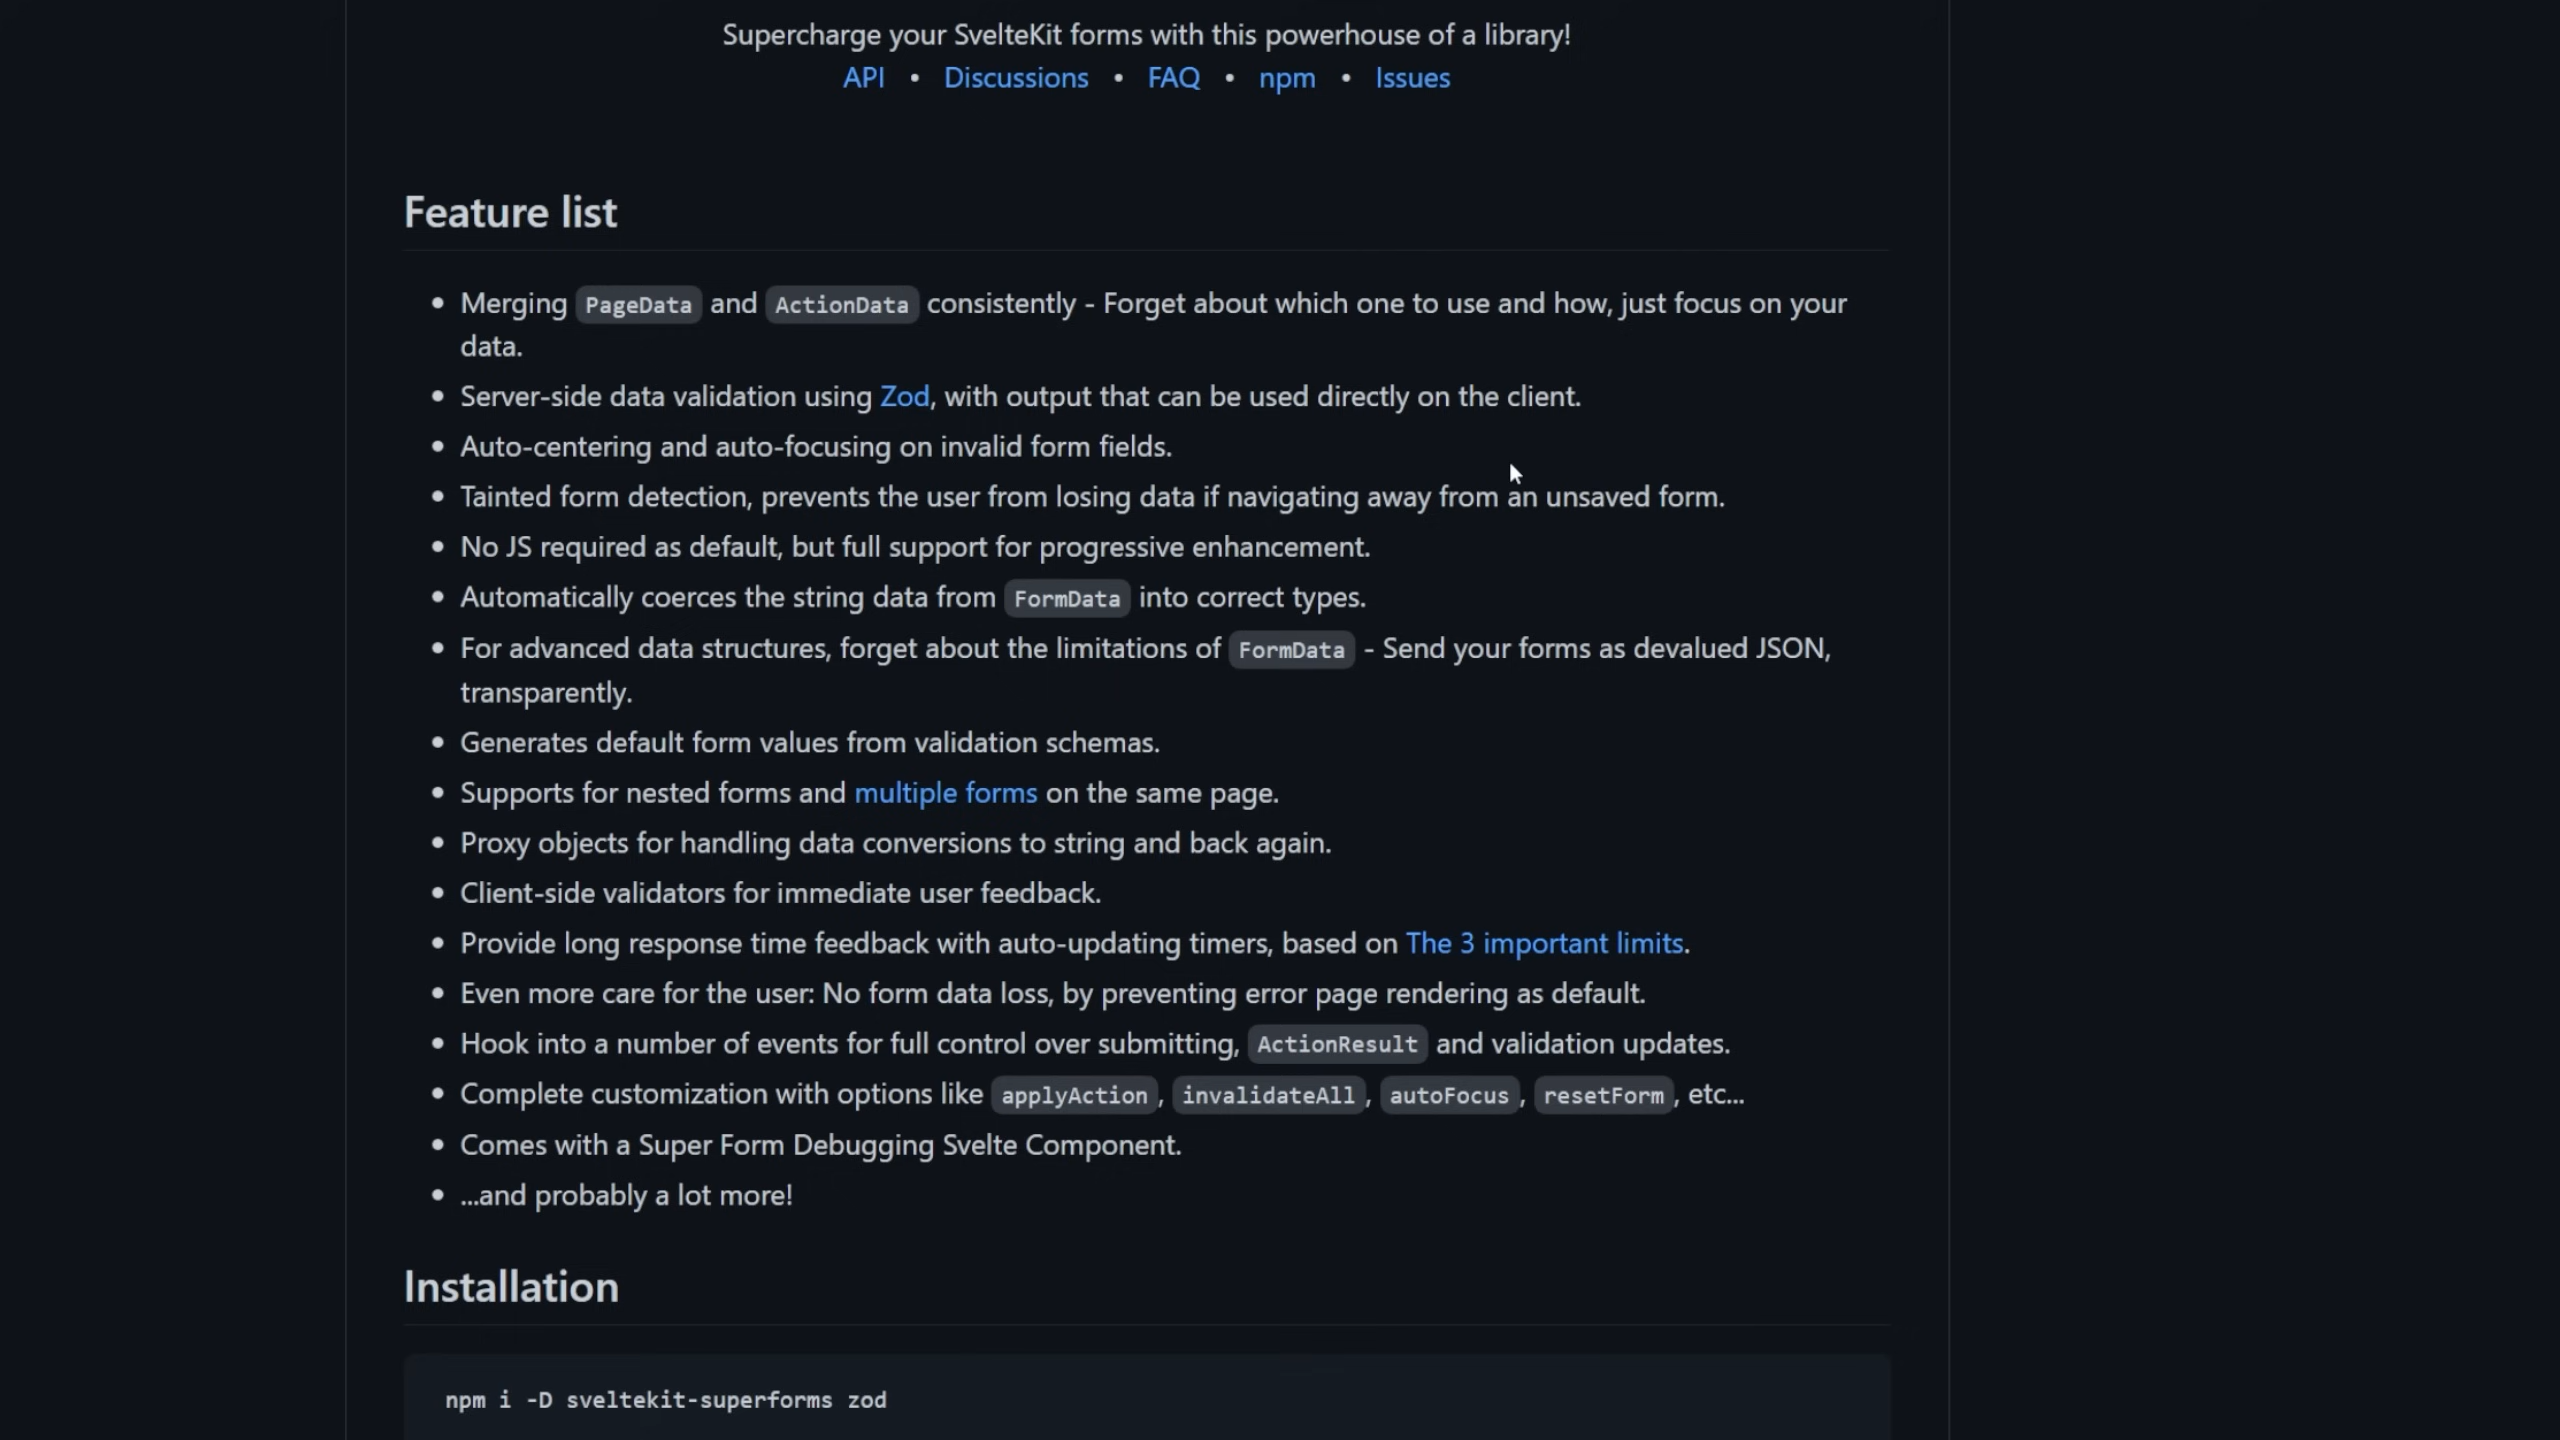 Supercharge your SvelteKit forms with this powerhouse of a library!
API • Discussions • FAQ • npm • Issues
Feature list
• Merging PageData and ActionData consistently - Forget about which one to use and how, just focus on your
data.
• Server-side data validation using Zod, with output that can be used directly on the client.
• Auto-centering and auto-focusing on invalid form fields.
• Tainted form detection, prevents the user from losing data if navigating away from an unsaved form.
• No JS required as default, but full support for progressive enhancement.
• Automatically coerces the string data from FormData into correct types.
• For advanced data structures, forget about the limitations of FormData - Send your forms as devalued JSON,
transparently.
• Generates default form values from validation schemas.
• Supports for nested forms and multiple forms on the same page.
• Proxy objects for handling data conversions to string and back again.
• Client-side validators for immediate user feedback.
• Provide long response time feedback with auto-updating timers, based on The 3 important limits.
• Even more care for the user: No form data loss, by preventing error page rendering as default.
• Hook into a number of events for full control over submitting, ActionResult and validation updates.
• Complete customization with options like applyAction, invalidateAll, autoFocus, resetForm, etc...
• Comes with a Super Form Debugging Svelte Component.
• ...and probably a lot more!
Installation
npm i -D sveltekit-superforms zod